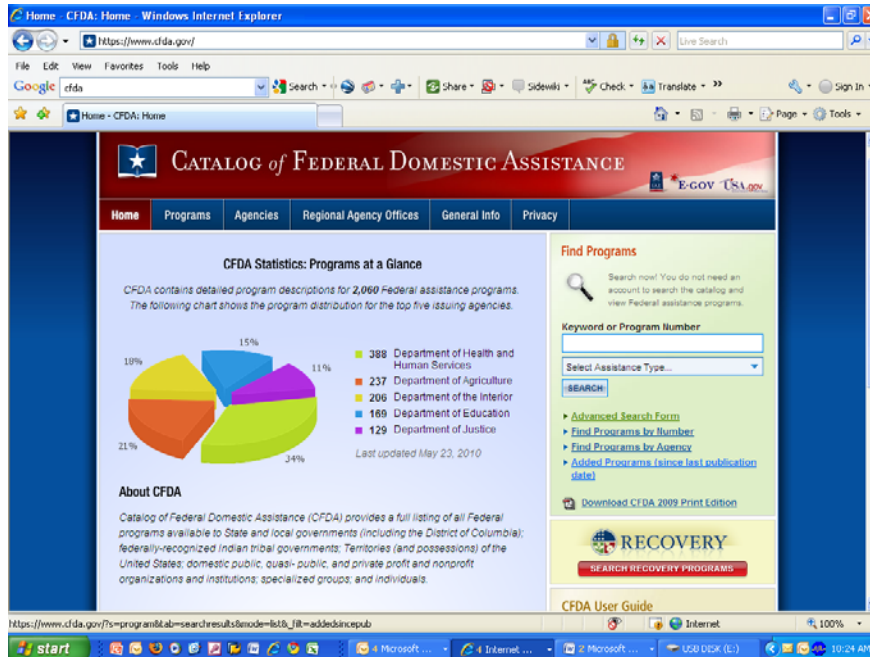 Home - CFDA: Home - Windows Internet Explorer
https://www.cfda.gov/
Live Search
File Edit View Favorites Tools Help
Google cfda Search Share Sidewiki Check Translate Sign In
Home - CFDA: Home
Page Tools
CATALOG of FEDERAL DOMESTIC ASSISTANCE
E-GOV USA.gov
Home Programs Agencies Regional Agency Offices General Info Privacy
CFDA Statistics: Programs at a Glance
CFDA contains detailed program descriptions for 2,060 Federal assistance programs.
The following chart shows the program distribution for the top five issuing agencies.
15%
18%
11%
21%
34%
388 Department of Health and
Human Services
237 Department of Agriculture
206 Department of the Interior
169 Department of Education
129 Department of Justice
Last updated May 23, 2010
About CFDA
Catalog of Federal Domestic Assistance (CFDA) provides a full listing of all Federal
programs available to State and local governments (including the District of Columbia);
federally-recognized Indian tribal governments; Territories (and possessions) of the
United States; domestic public, quasi- public, and private profit and nonprofit
organizations and institutions; specialized groups; and individuals.
Find Programs
Search now! You do not need an
account to search the catalog and
view Federal assistance programs.
Keyword or Program Number
Select Assistance Type...
SEARCH
Advanced Search Form
Find Programs by Number
Find Programs by Agency
Added Programs (since last publication
date)
Download CFDA 2009 Print Edition
RECOVERY
SEARCH RECOVERY PROGRAMS
CFDA User Guide
https://www.cfda.gov/?s=program&tab=searchresults&mode=list&_filt=addedsincepub
Internet 100%
start 4 Microsoft ... 4 Internet ... 2 Microsoft ... USB DISK (E:) 10:24 AM